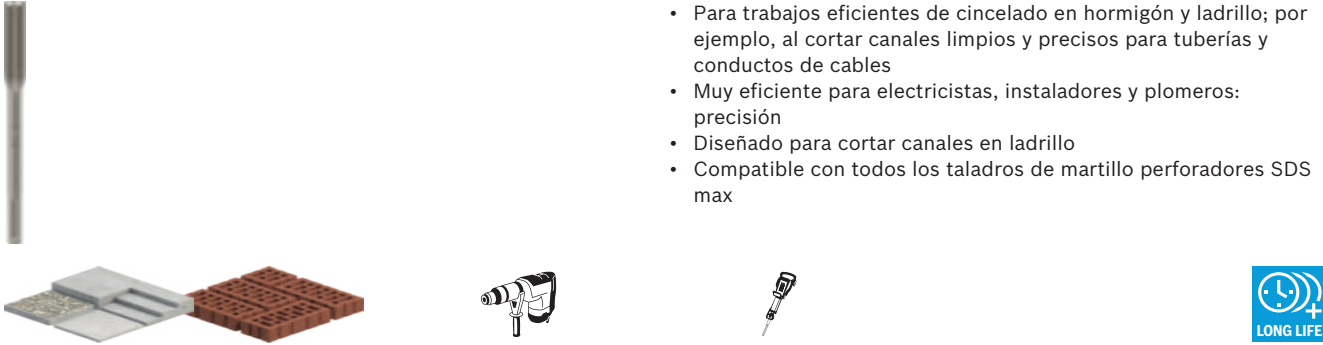 • Para trabajos eficientes de cincelado en hormigón y ladrillo; por
ejemplo, al cortar canales limpios y precisos para tuberías y
conductos de cables
• Muy eficiente para electricistas, instaladores y plomeros:
precisión
• Diseñado para cortar canales en ladrillo
• Compatible con todos los taladros de martillo perforadores SDS
max
LONG LIFE